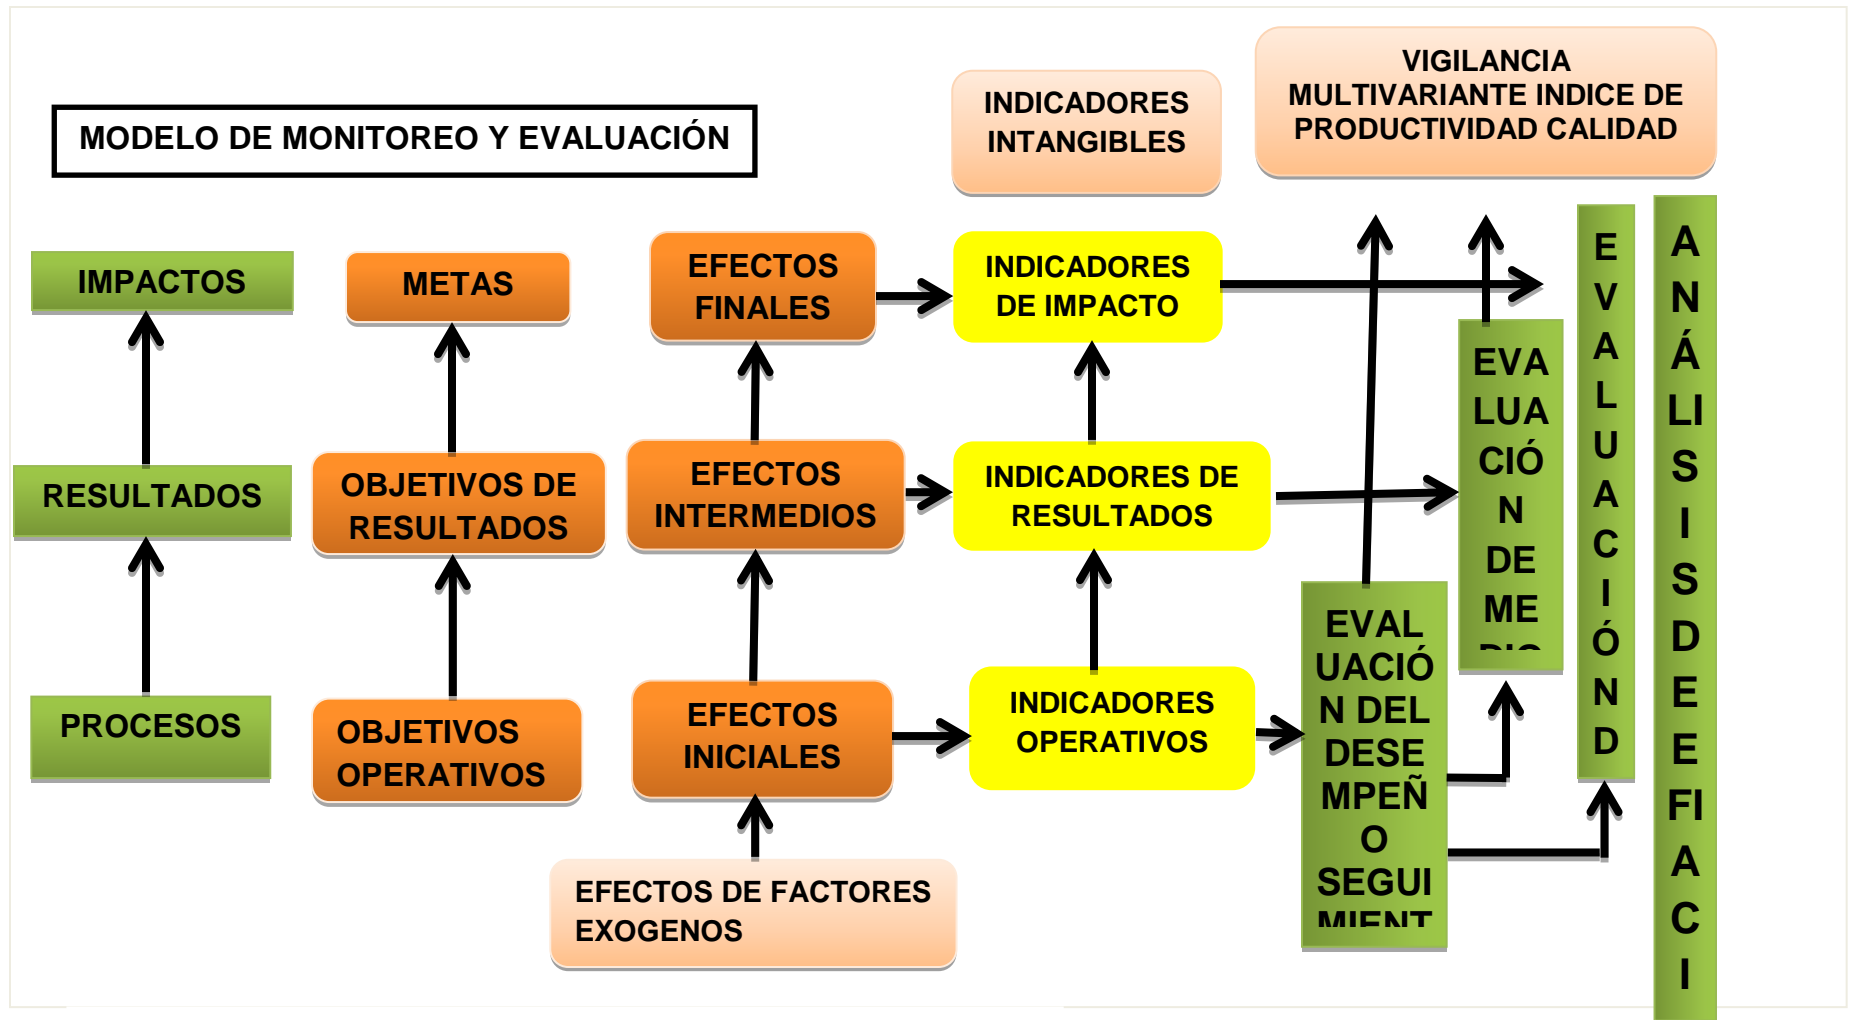 MODELO DE MONITOREO Y EVALUACIÓN
INDICADORES
INTANGIBLES
VIGILANCIA
MULTIVARIANTE INDICE DE
PRODUCTIVIDAD CALIDAD
IMPACTOS
RESULTADOS
PROCESOS
METAS
OBJETIVOS DE
RESULTADOS
OBJETIVOS
OPERATIVOS
EFECTOS
FINALES
EFECTOS
INTERMEDIOS
EFECTOS
INICIALES
EFECTOS DE FACTORES
EXOGENOS
INDICADORES
DE IMPACTO
INDICADORES DE
RESULTADOS
INDICADORES
OPERATIVOS
EVAL
UACIÓ
N DEL
DESE
MPEÑ
O
SEGUI
MIENT
EVA
LUA
CIÓ
N
DE
ME
E
V
A
L
U
A
C
I
Ó
N
D
A
N
Á
LI
S
I
S
D
E
E
FI
A
C
I